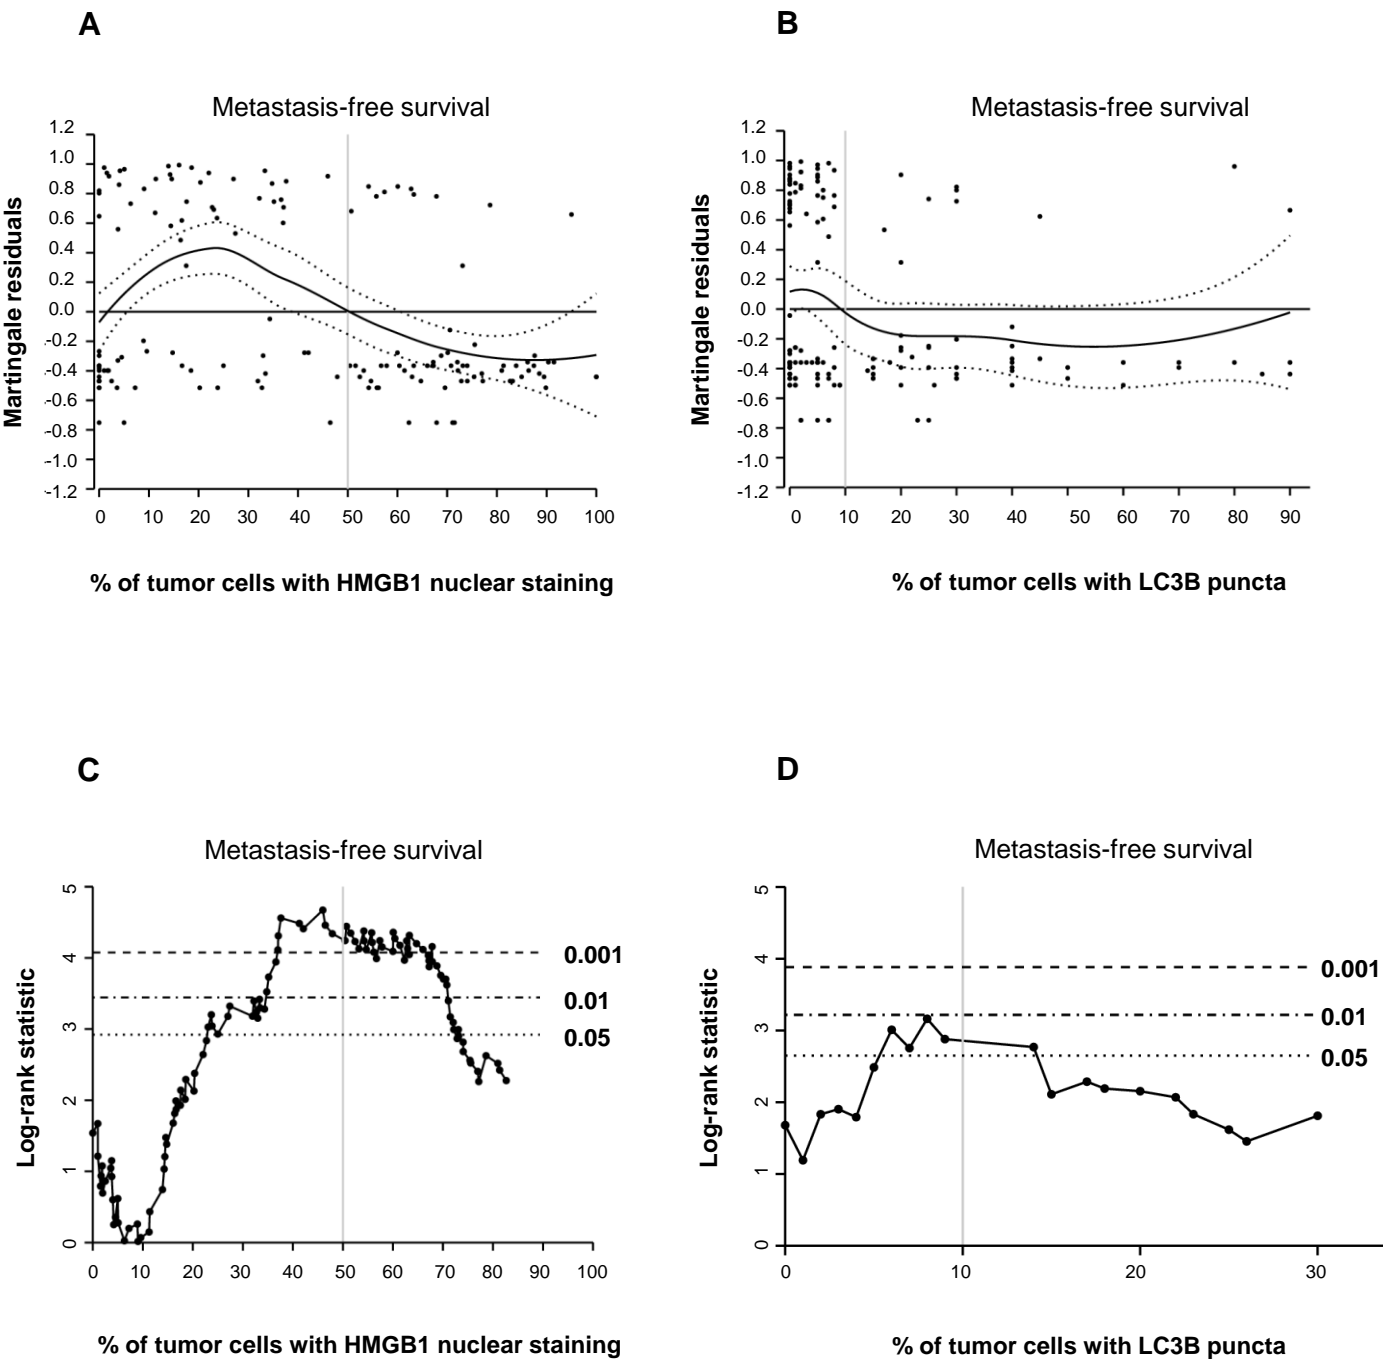 A
Metastasis-free survival
Martingale residuals
1.2
1.0
0.8
0.6
0.4
0.2
0.0
-0.2
-0.4
-0.6
-0.8
-1.0
-1.2
0 10 20 30 40 50 60 70 80 90 100
% of tumor cells with HMGB1 nuclear staining
B
Metastasis-free survival
Martingale residuals
1.2
1.0
0.8
0.6
0.4
0.2
0.0
-0.2
-0.4
-0.6
-0.8
-1.0
-1.2
0 10 20 30 40 50 60 70 80 90
% of tumor cells with LC3B puncta
C
Metastasis-free survival
Log-rank statistic
5
4
3
2
1
0
0.001
0.01
0.05
0 10 20 30 40 50 60 70 80 90 100
% of tumor cells with HMGB1 nuclear staining
D
Metastasis-free survival
Log-rank statistic
5
4
3
2
1
0
0.001
0.01
0.05
0 10 20 30
% of tumor cells with LC3B puncta